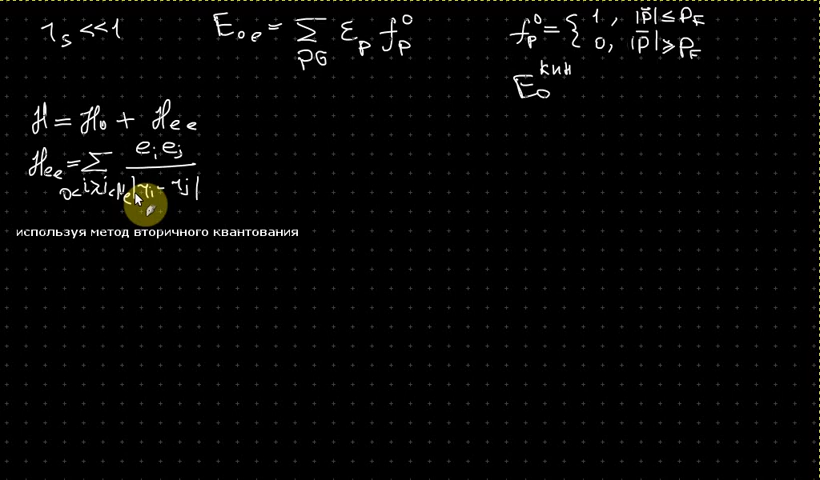 r_s << 1 E_{0e} = Σ_{pσ} ε_p f_p^0 f_p^0 = { 1, |p̄| ≤ p_F
0, |p̄| ≥ p_F
E_0^{кин}
H = H_0 + H_{ee}
H_{ee} = Σ e_i e_j / |r_i - r_j|
используя метод вторичного квантования